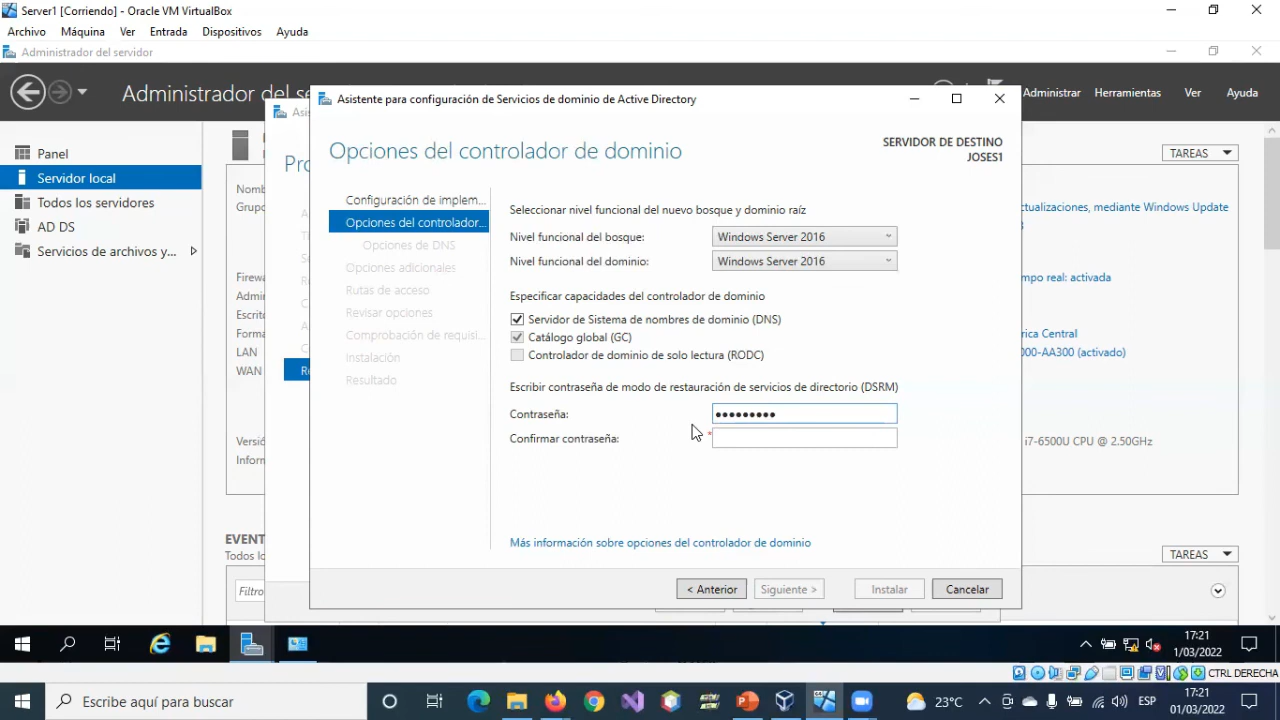 Server1 [Corriendo] - Oracle VM VirtualBox
Archivo Máquina Ver Entrada Dispositivos Ayuda
Administrador del servidor
Administrador del se
Administrar Herramientas Ver Ayuda
Asistente para configuración de Servicios de dominio de Active Directory
Asis
Opciones del controlador de dominio
SERVIDOR DE DESTINO
JOSES1
Pro
Panel
Servidor local
Todos los servidores
AD DS
Servicios de archivos y...
TAREAS
Configuración de implem...
Opciones del controlador...
Opciones de DNS
Opciones adicionales
Rutas de acceso
Revisar opciones
Comprobación de requisi...
Instalación
Resultado
Seleccionar nivel funcional del nuevo bosque y dominio raíz
Nivel funcional del bosque: Windows Server 2016
Nivel funcional del dominio: Windows Server 2016
Especificar capacidades del controlador de dominio
Servidor de Sistema de nombres de dominio (DNS)
Catálogo global (GC)
Controlador de dominio de solo lectura (RODC)
Escribir contraseña de modo de restauración de servicios de directorio (DSRM)
Contraseña: •••••••••
Confirmar contraseña: *
Más información sobre opciones del controlador de dominio
< Anterior Siguiente > Instalar Cancelar
Nomb
Grupo
Firewa
Admin
Escrito
Forma
LAN
WAN
Versió
Inform
ctualizaciones, mediante Windows Update
mpo real: activada
rica Central
000-AA300 (activado)
i7-6500U CPU @ 2.50GHz
EVENT
Todos lo
Filtro
TAREAS
17:21
1/03/2022
CTRL DERECHA
Escribe aquí para buscar
23°C
ESP
17:21
01/03/2022